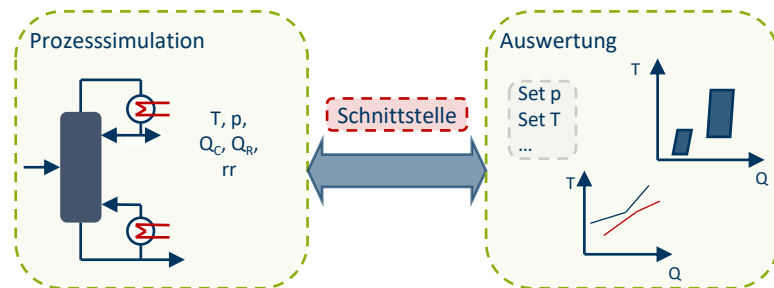 Prozesssimulation
T, p,
Q_C, Q_R,
rr
Schnittstelle
Auswertung
Set p
Set T
...
T
Q
T
Q